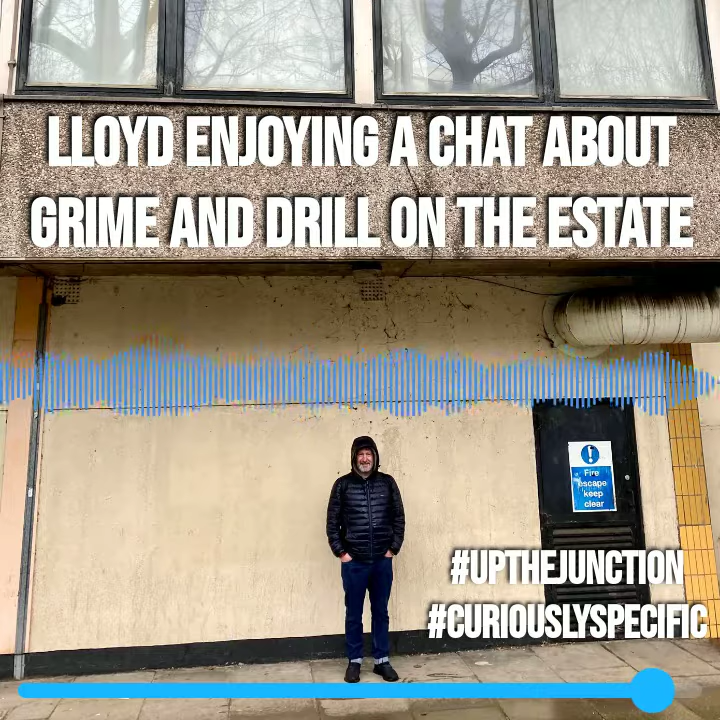 LLOYD ENJOYING A CHAT ABOUT
GRIME AND DRILL ON THE ESTATE
Fire
escape
keep
clear
#UPTHEJUNCTION
#CURIOUSLYSPECIFIC